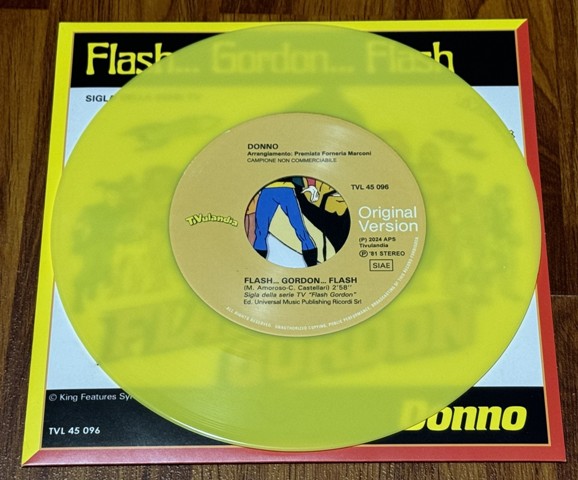 Flash... Gordon... Flash
SIGLA
DONNO
Arrangiamento: Premiata Forneria Marconi
CAMPIONE NON COMMERCIABILE
TVL 45 096
TiVulandia
Original
Version
(P) 2024 APS
Tivulandia
(P) '81 STEREO
SIAE
FLASH... GORDON... FLASH
(M. Amoroso-C. Castellari) 2'58"
Sigla della serie TV "Flash Gordon"
Ed. Universal Music Publishing Ricordi Srl
© King Features
TVL 45 096
Donno